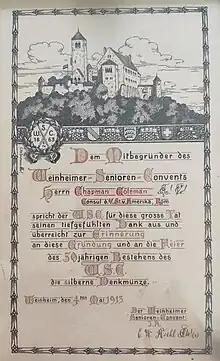 W. S. C.
1863
Dem Mitbegründer des
Weinheimer-Senioren-Convents
Herrn Chapman Coleman
Consul d.V. St. v. Amerika, Rom
spricht der W.S.C. für diese grosse Tat
seinen tiefgefühlten Dank aus und
überreicht zur Erinnerung
an diese Gründung und an die Feier
des 50jährigen Bestehens des
W.S.C.
die silberne Denkmünze.
Weinheim, den 4ten Mai 1913
Der Weinheimer
Senioren-Convent: